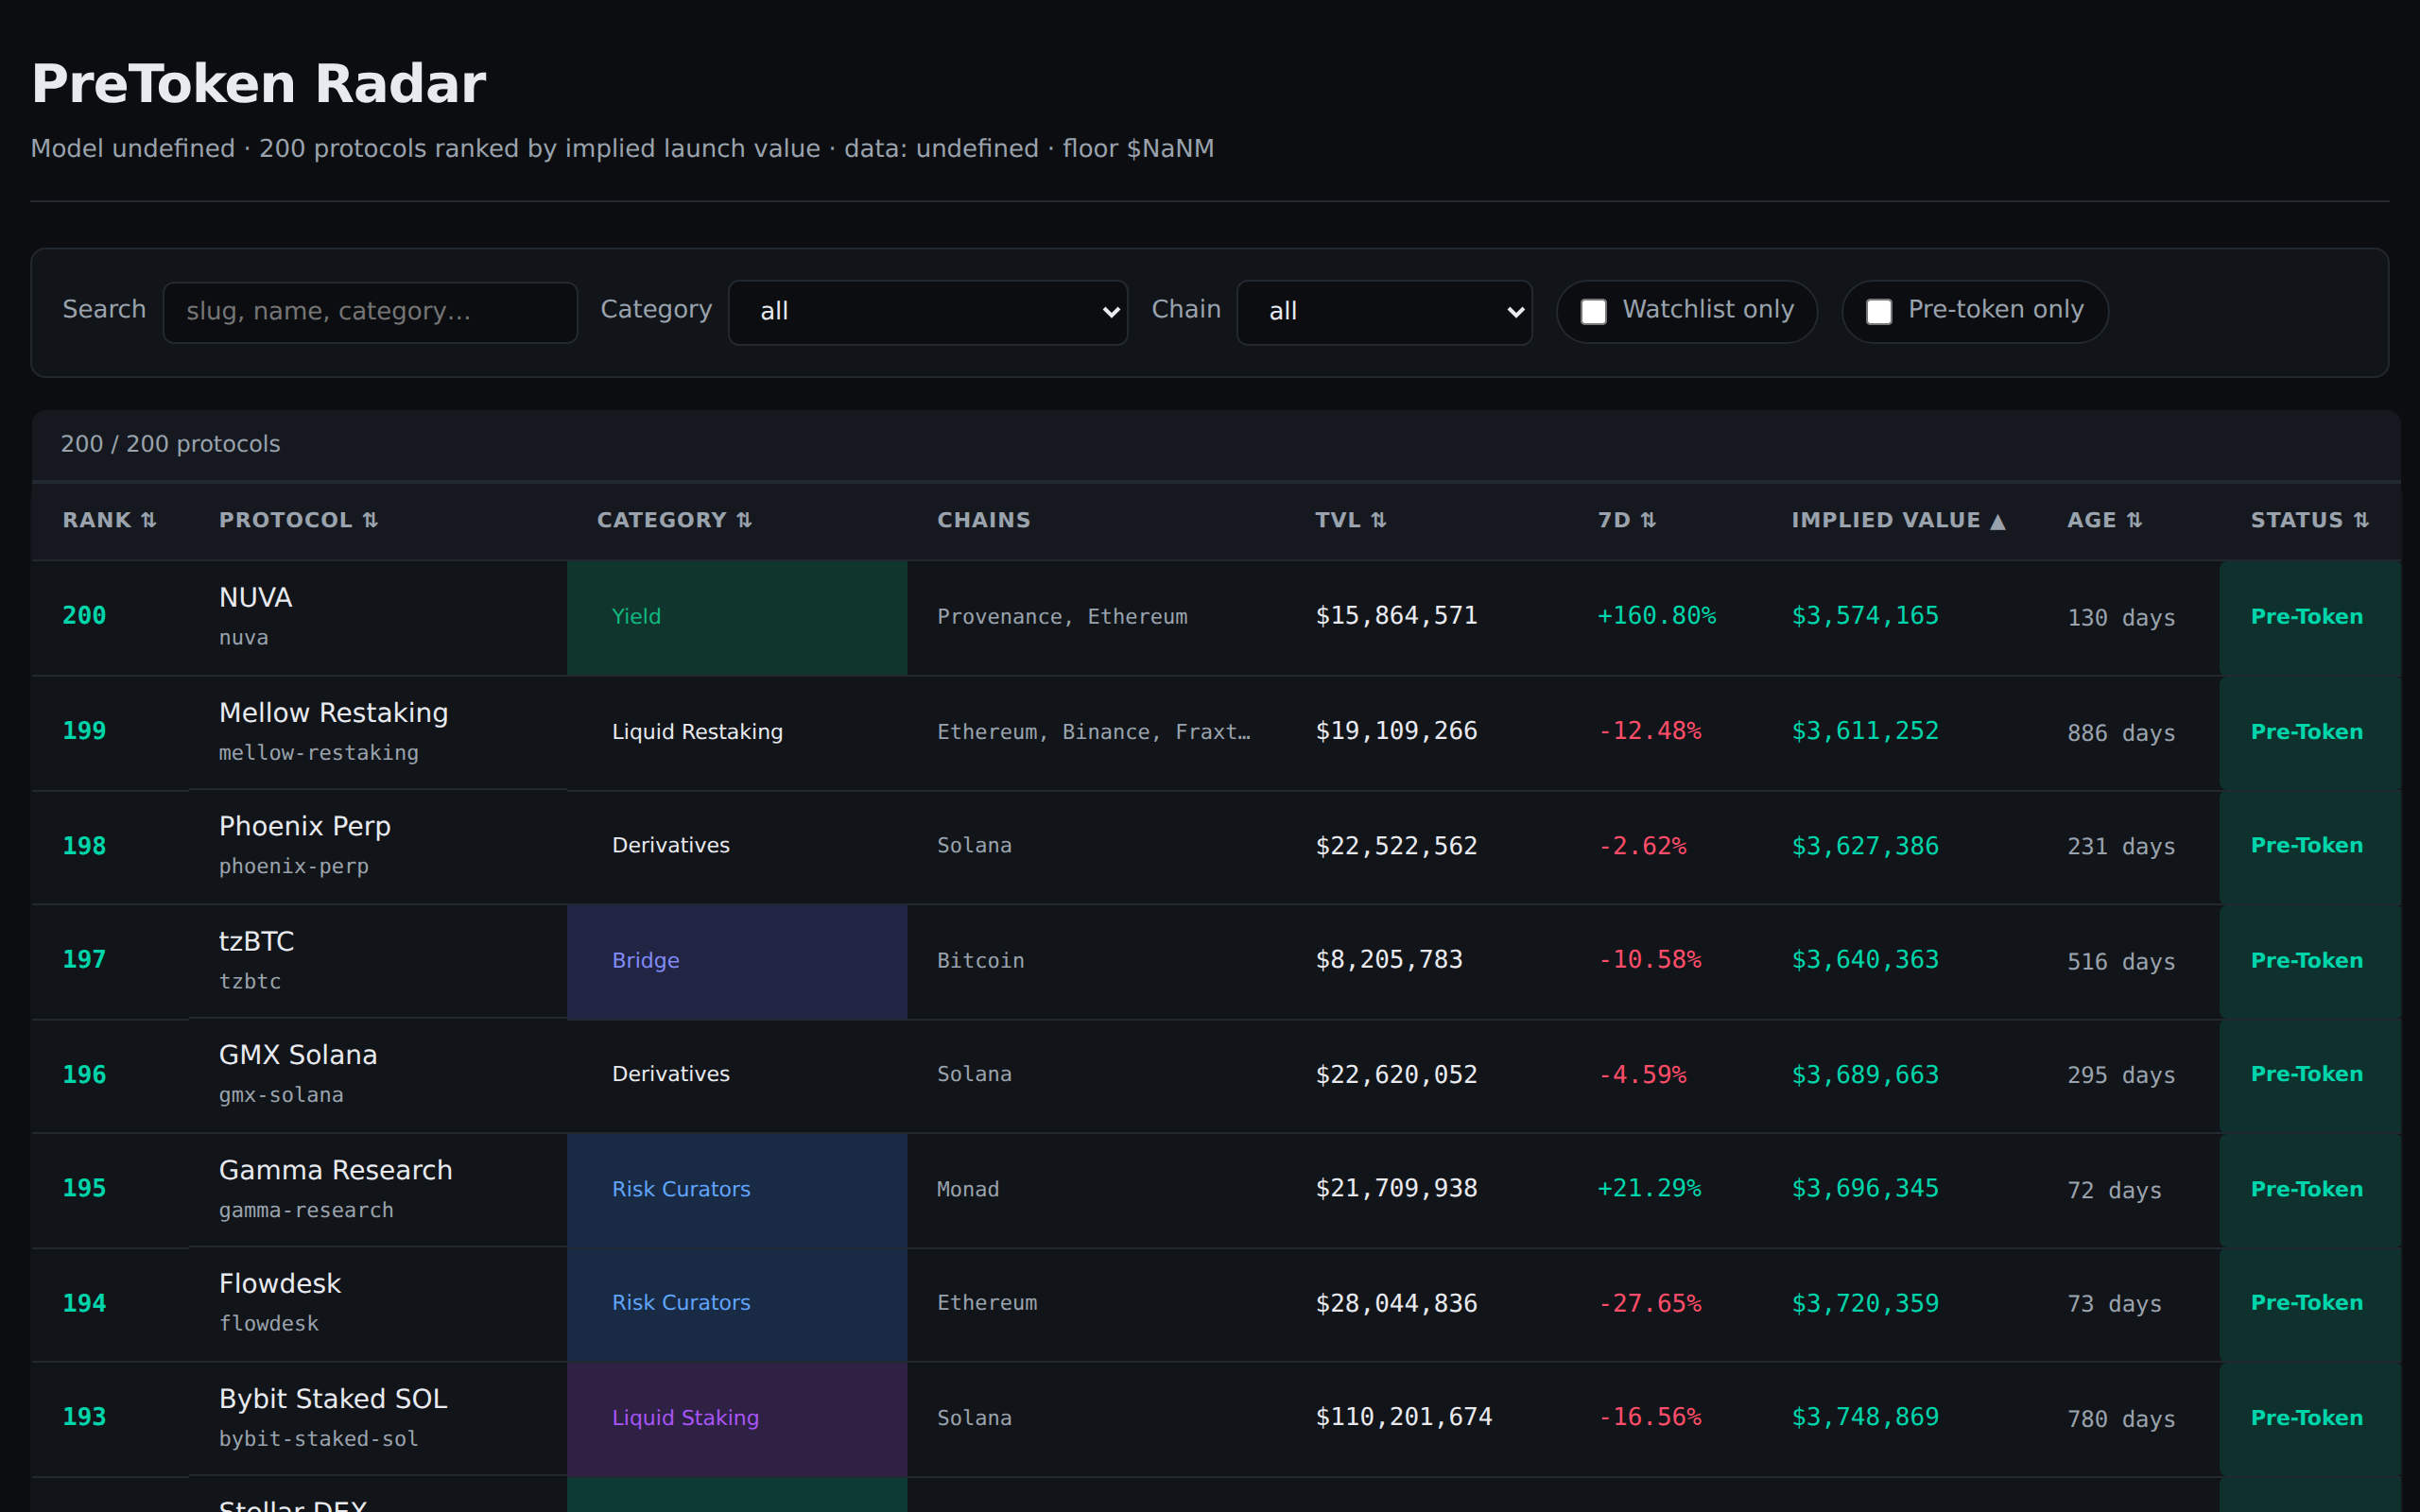 PreToken Radar
Model undefined · 200 protocols ranked by implied launch value · data: undefined · floor $NaNM
Search slug, name, category... Category all Chain all Watchlist only Pre-token only
200 / 200 protocols
RANK ⇅ PROTOCOL ⇅ CATEGORY ⇅ CHAINS TVL ⇅ 7D ⇅ IMPLIED VALUE ▲ AGE ⇅ STATUS ⇅
200 NUVA Yield Provenance, Ethereum $15,864,571 +160.80% $3,574,165 130 days Pre-Token
nuva
199 Mellow Restaking Liquid Restaking Ethereum, Binance, Fraxt… $19,109,266 -12.48% $3,611,252 886 days Pre-Token
mellow-restaking
198 Phoenix Perp Derivatives Solana $22,522,562 -2.62% $3,627,386 231 days Pre-Token
phoenix-perp
197 tzBTC Bridge Bitcoin $8,205,783 -10.58% $3,640,363 516 days Pre-Token
tzbtc
196 GMX Solana Derivatives Solana $22,620,052 -4.59% $3,689,663 295 days Pre-Token
gmx-solana
195 Gamma Research Risk Curators Monad $21,709,938 +21.29% $3,696,345 72 days Pre-Token
gamma-research
194 Flowdesk Risk Curators Ethereum $28,044,836 -27.65% $3,720,359 73 days Pre-Token
flowdesk
193 Bybit Staked SOL Liquid Staking Solana $110,201,674 -16.56% $3,748,869 780 days Pre-Token
bybit-staked-sol
Stellar DEX